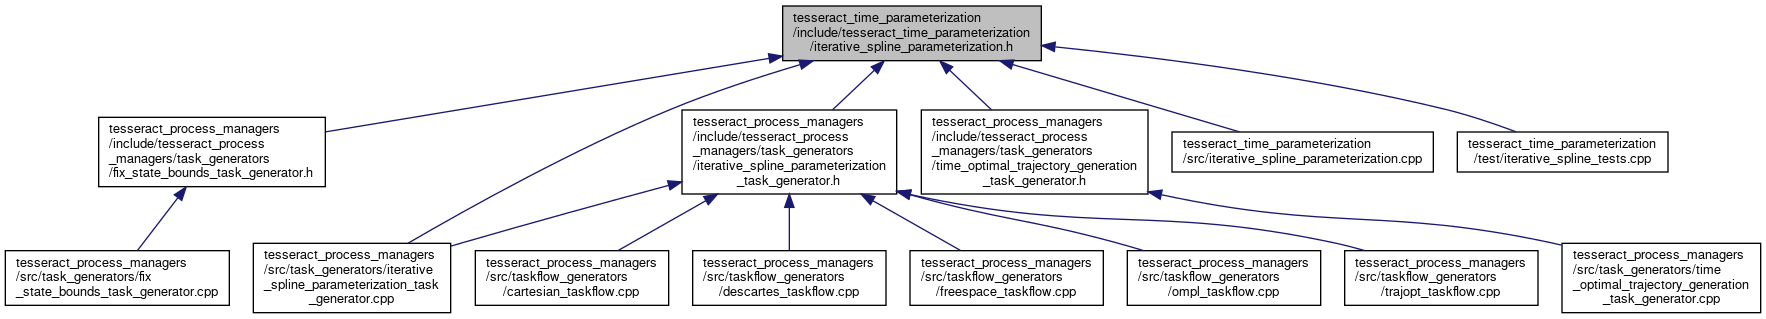 tesseract_time_parameterization
/include/tesseract_time_parameterization
/iterative_spline_parameterization.h
tesseract_process_managers
/include/tesseract_process
_managers/task_generators
/fix_state_bounds_task_generator.h
tesseract_process_managers
/include/tesseract_process
_managers/task_generators
/iterative_spline_parameterization
_task_generator.h
tesseract_process_managers
/include/tesseract_process
_managers/task_generators
/time_optimal_trajectory_generation
_task_generator.h
tesseract_time_parameterization
/src/iterative_spline_parameterization.cpp
tesseract_time_parameterization
/test/iterative_spline_tests.cpp
tesseract_process_managers
/src/task_generators/fix
_state_bounds_task_generator.cpp
tesseract_process_managers
/src/task_generators/iterative
_spline_parameterization_task
_generator.cpp
tesseract_process_managers
/src/taskflow_generators
/cartesian_taskflow.cpp
tesseract_process_managers
/src/taskflow_generators
/descartes_taskflow.cpp
tesseract_process_managers
/src/taskflow_generators
/freespace_taskflow.cpp
tesseract_process_managers
/src/taskflow_generators
/ompl_taskflow.cpp
tesseract_process_managers
/src/taskflow_generators
/trajopt_taskflow.cpp
tesseract_process_managers
/src/task_generators/time
_optimal_trajectory_generation
_task_generator.cpp